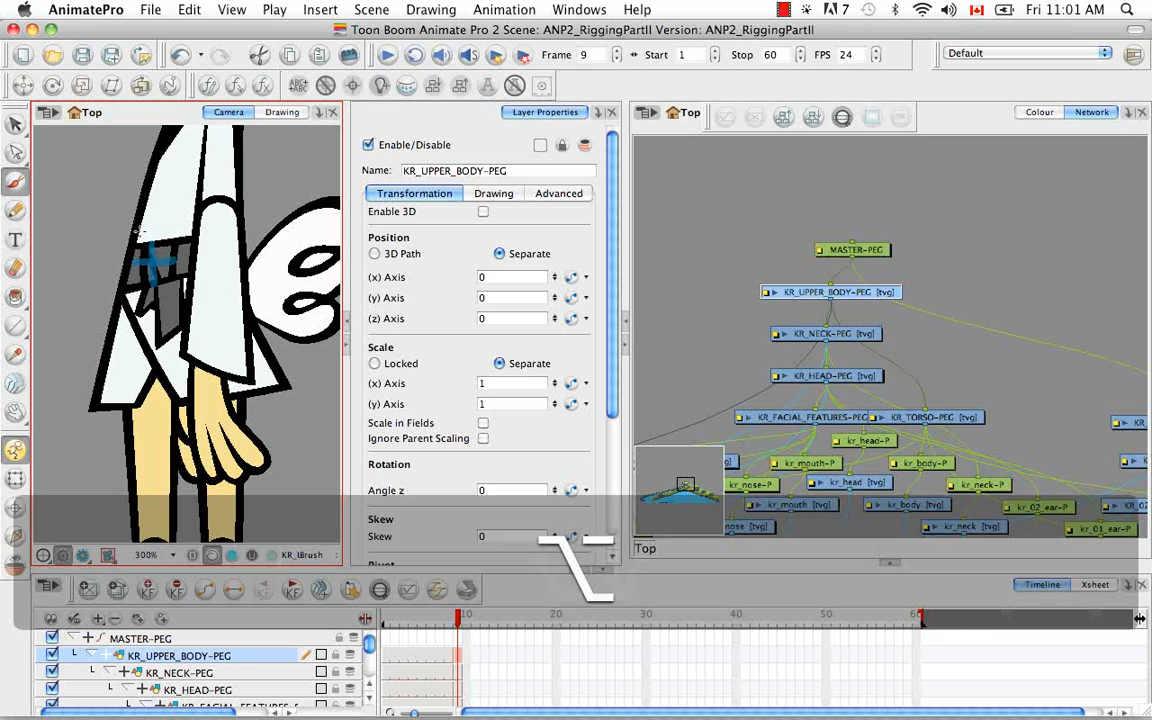 AnimatePro File Edit View Play Insert Scene Drawing Animation Windows Help 7 Fri 11:01 AM
Toon Boom Animate Pro 2 Scene: ANP2_RiggingPartII Version: ANP2_RiggingPartII
Frame 9 Start 1 Stop 60 FPS 24 Default
Top Camera Drawing Layer Properties Top Colour Network
Enable/Disable
Name: KR_UPPER_BODY-PEG
Transformation Drawing Advanced
Enable 3D
Position
3D Path Separate
(x) Axis 0
(y) Axis 0
(z) Axis 0
Scale
Locked Separate
(x) Axis 1
(y) Axis 1
Scale in Fields
Ignore Parent Scaling
Rotation
Angle z 0
Skew
Skew 0
MASTER-PEG
KR_UPPER_BODY-PEG [tvg]
KR_NECK-PEG [tvg]
KR_HEAD-PEG [tvg]
KR_FACIAL_FEATURES-PEG KR_TORSO-PEG [tvg] KR_
kr_head-P
kr_mouth-P kr_body-P
kr_nose-P kr_head [tvg] kr_neck-P
kr_mouth [tvg] kr_body [tvg] kr_02_ear-P
nose [tvg] kr_neck [tvg] kr_01_ear-P
Top
300% KR_lBrush
Timeline Xsheet
10 20 30 40 50 60
MASTER-PEG
KR_UPPER_BODY-PEG
KR_NECK-PEG
KR_HEAD-PEG